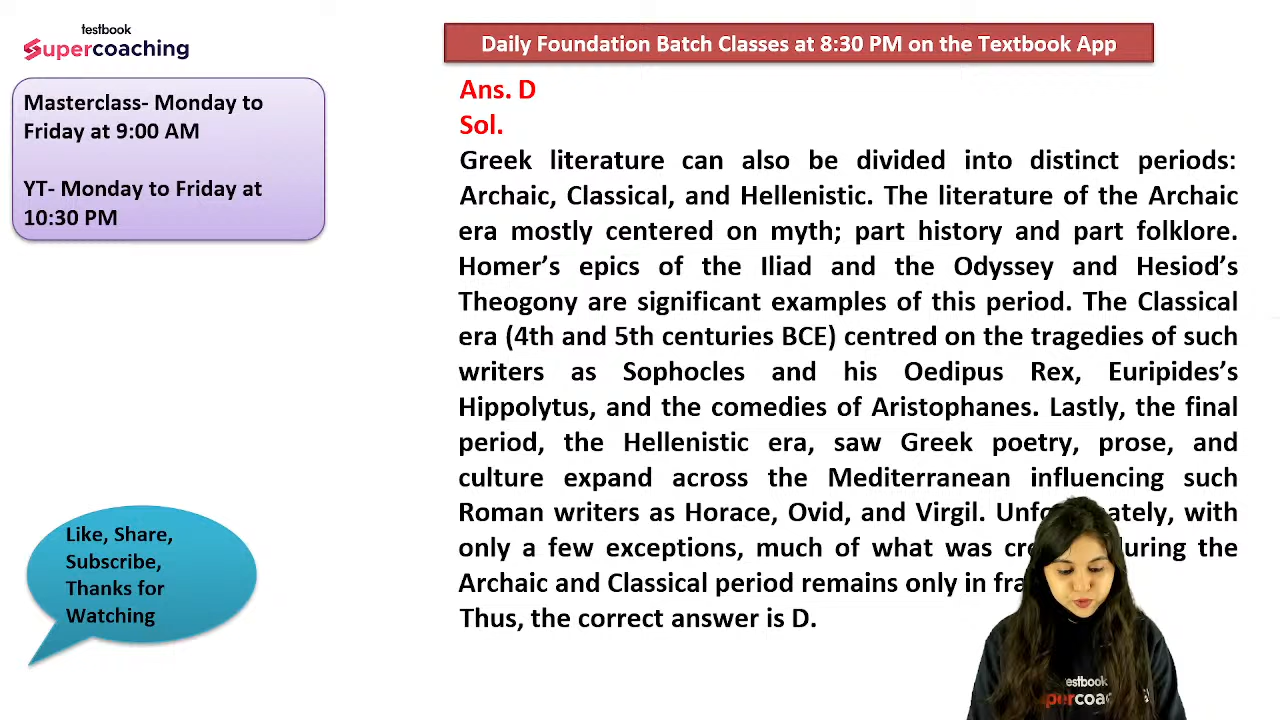 testbook
Supercoaching
Daily Foundation Batch Classes at 8:30 PM on the Textbook App
Masterclass- Monday to
Friday at 9:00 AM
YT- Monday to Friday at
10:30 PM
Ans. D
Sol.
Greek literature can also be divided into distinct periods:
Archaic, Classical, and Hellenistic. The literature of the Archaic
era mostly centered on myth; part history and part folklore.
Homer’s epics of the Iliad and the Odyssey and Hesiod’s
Theogony are significant examples of this period. The Classical
era (4th and 5th centuries BCE) centred on the tragedies of such
writers as Sophocles and his Oedipus Rex, Euripides’s
Hippolytus, and the comedies of Aristophanes. Lastly, the final
period, the Hellenistic era, saw Greek poetry, prose, and
culture expand across the Mediterranean influencing such
Roman writers as Horace, Ovid, and Virgil. with
only a few exceptions, much of what was during the
Archaic and Classical period remains only in
Thus, the correct answer is D.
Like, Share,
Subscribe,
Thanks for
Watching
testbook